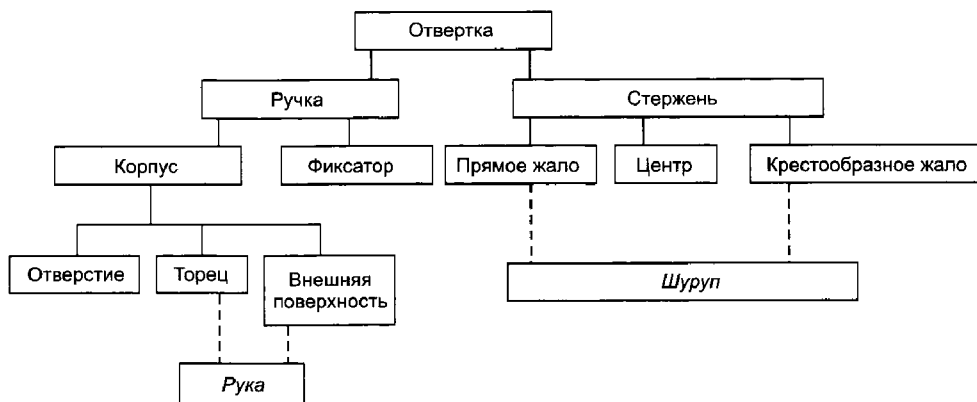 Отвертка
Ручка
Стержень
Корпус
Фиксатор
Прямое жало
Центр
Крестообразное жало
Отверстие
Торец
Внешняя
поверхность
Шуруп
Рука